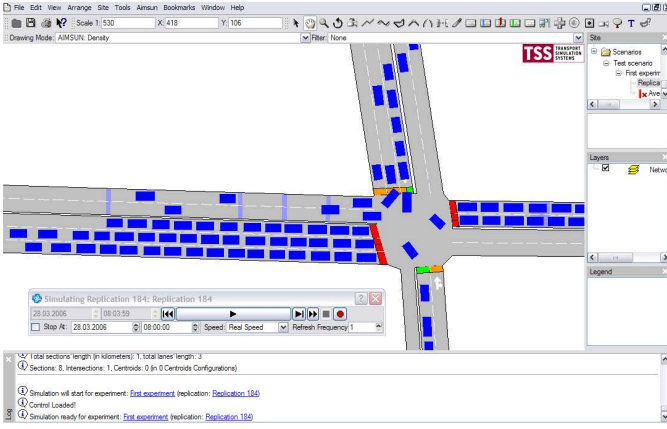 File Edit View Arrange Site Tools Aimsun Bookmarks Window Help
Scale 1: 530 X: 418 Y: 106
Drawing Mode: AIMSUN: Density Filter: None
Site
TSS TRANSPORT SIMULATION SYSTEMS
Scenarios
Test scenario
First experim
Replica
Ave
Layers
Netwo
Legend
Simulating Replication 184: Replication 184
28.03.2006 08:03:59
Stop At: 28.03.2006 08:00:00 Speed: Real Speed Refresh Frequency 1
Log
Total sections' length (in kilometers): 1, total lanes' length: 3
Sections: 8, Intersections: 1, Centroids: 0 (in 0 Centroids Configurations)
Simulation will start for experiment: First experiment (replication: Replication 184)
Control Loaded!
Simulation ready for experiment: First experiment (replication: Replication 184)